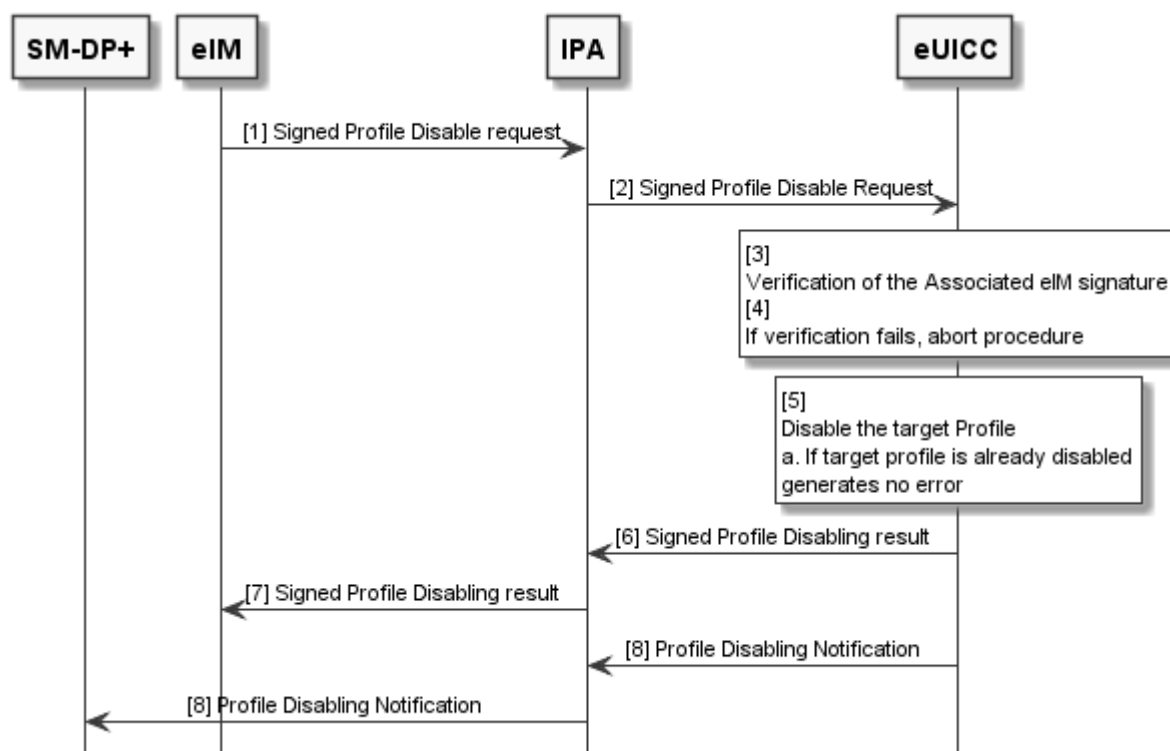 SM-DP+
eIM
IPA
eUICC
[1] Signed Profile Disable request
[2] Signed Profile Disable Request
[3]
Verification of the Associated eIM signature
[4]
If verification fails, abort procedure
[5]
Disable the target Profile
a. If target profile is already disabled
generates no error
[6] Signed Profile Disabling result
[7] Signed Profile Disabling result
[8] Profile Disabling Notification
[8] Profile Disabling Notification